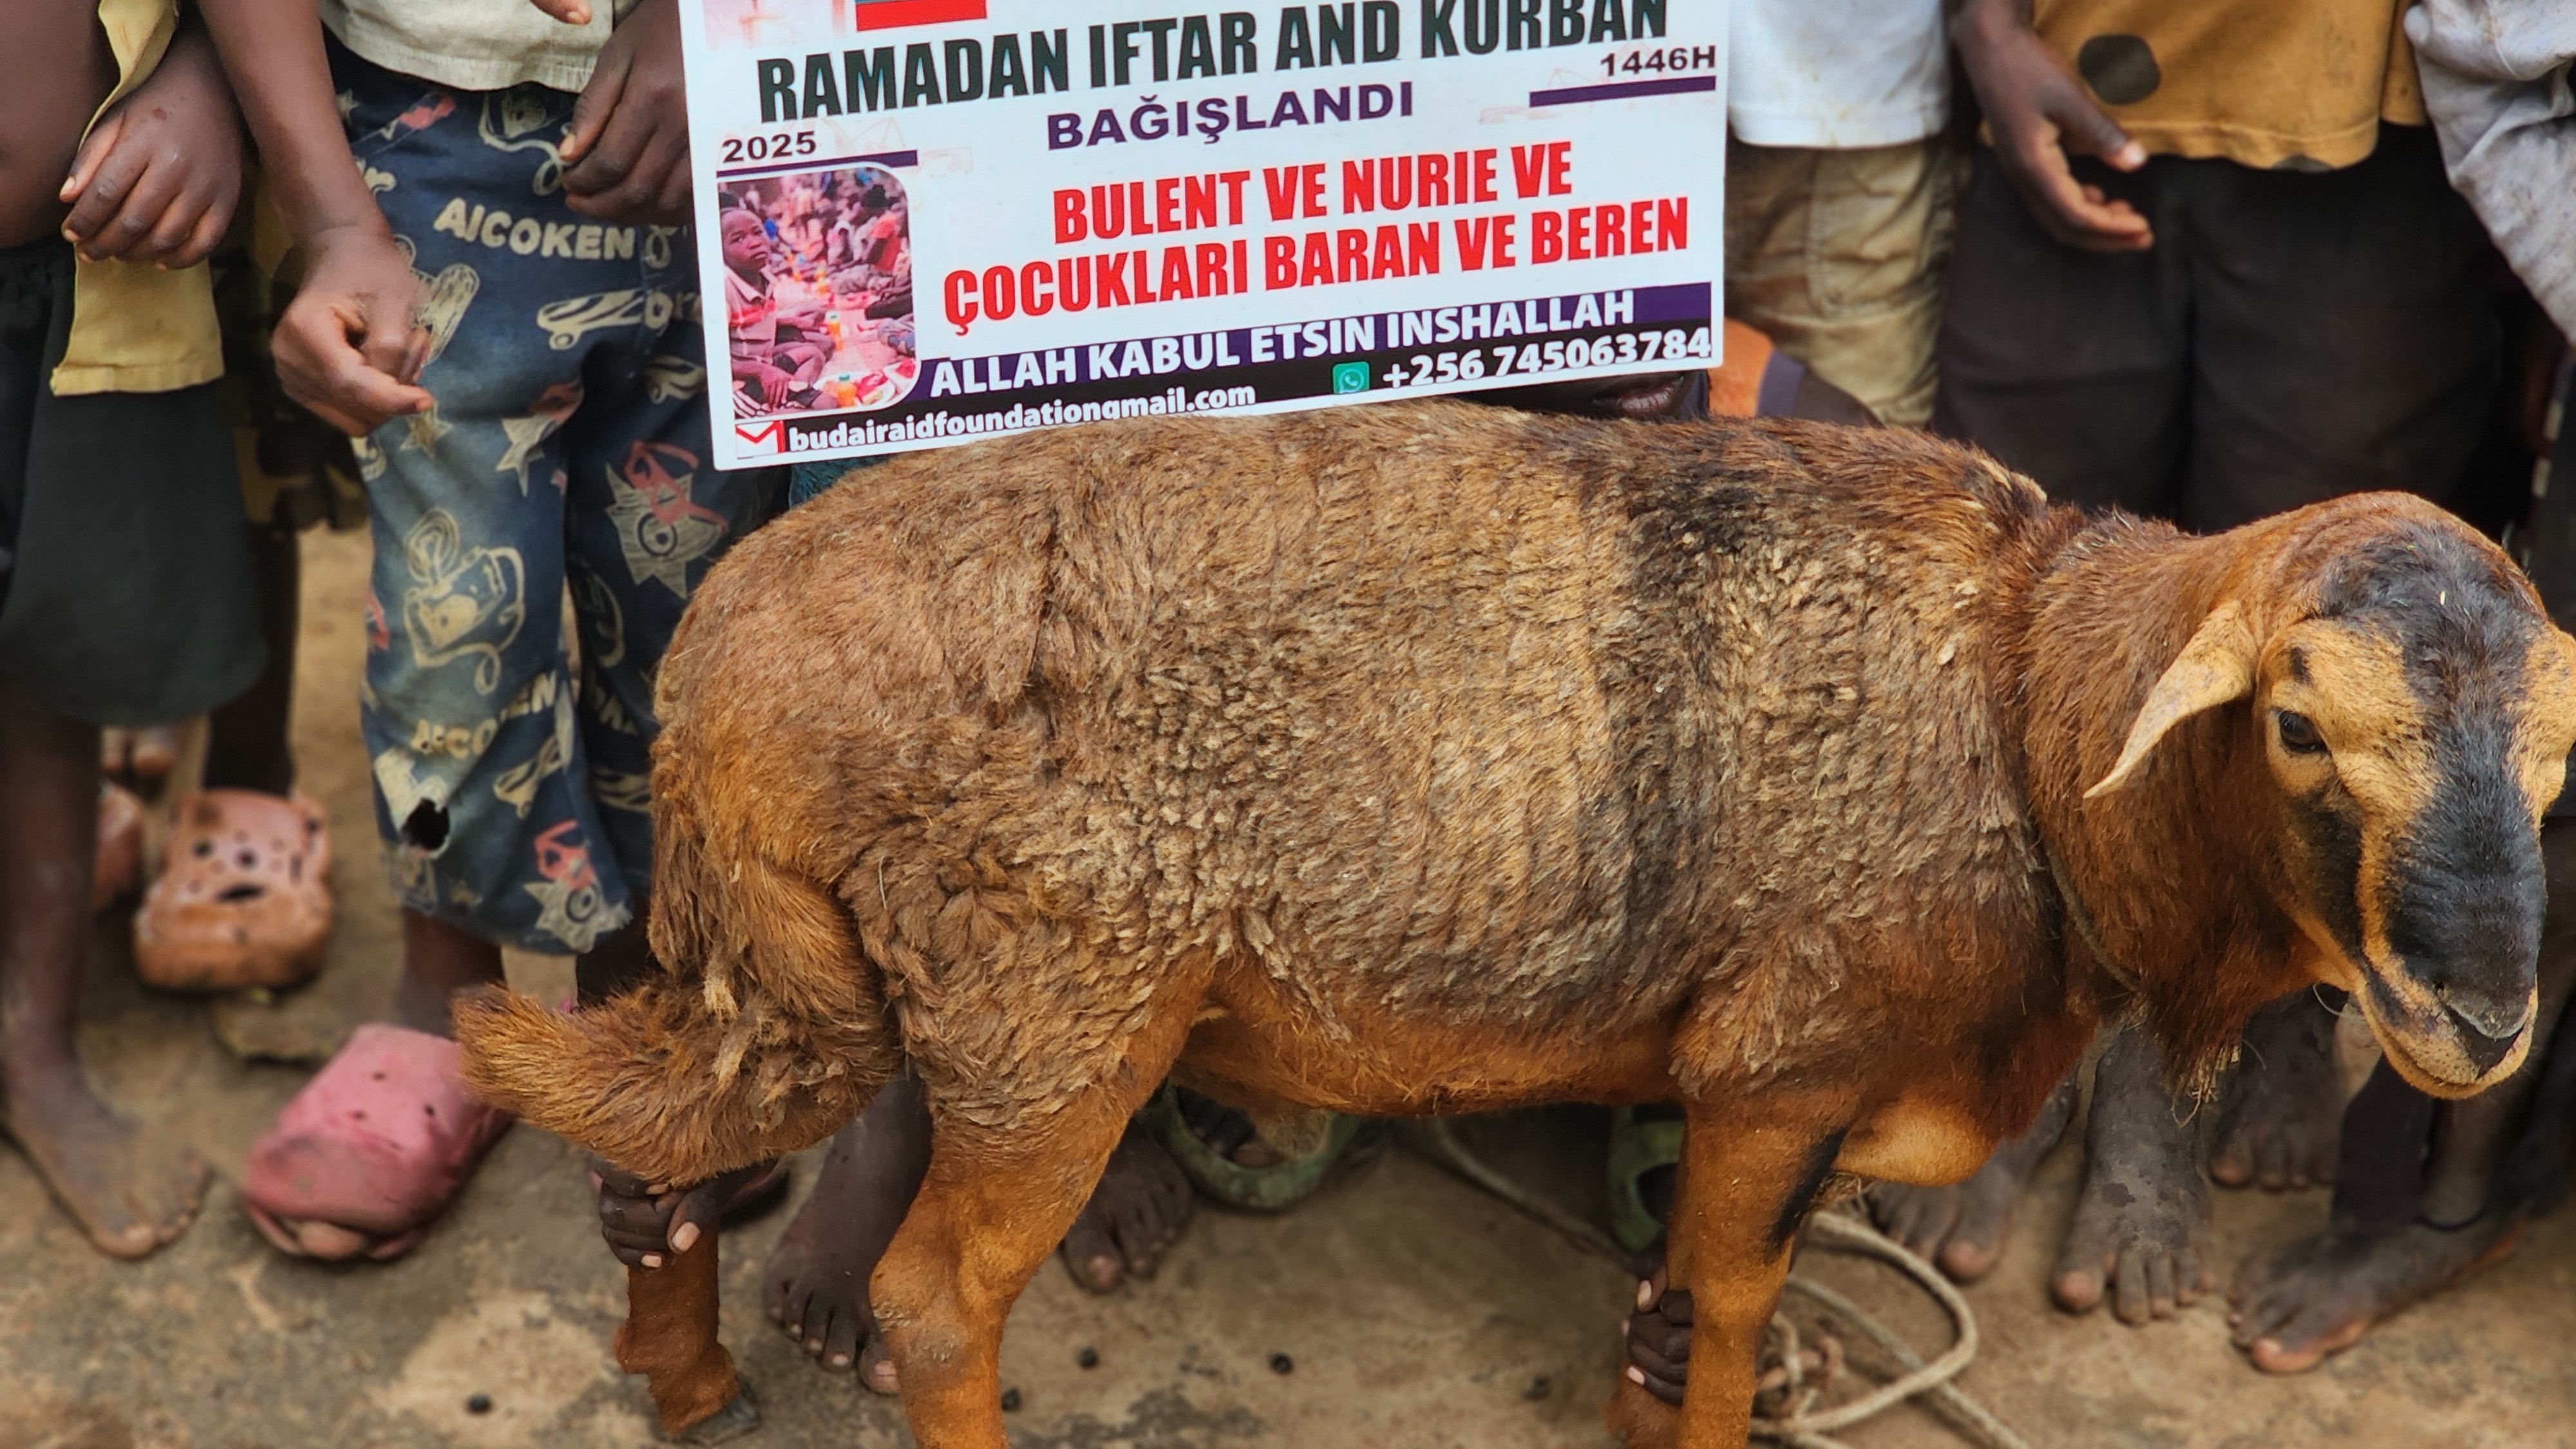 RAMADAN IFTAR AND KURBAN
1446H
BAĞIŞLANDI
2025
BULENT VE NURIE VE
ÇOCUKLARI BARAN VE BEREN
ALLAH KABUL ETSIN INSHALLAH
+256 745063784
budairaidfoundationgmail.com
AICOKEN
AICOKEN